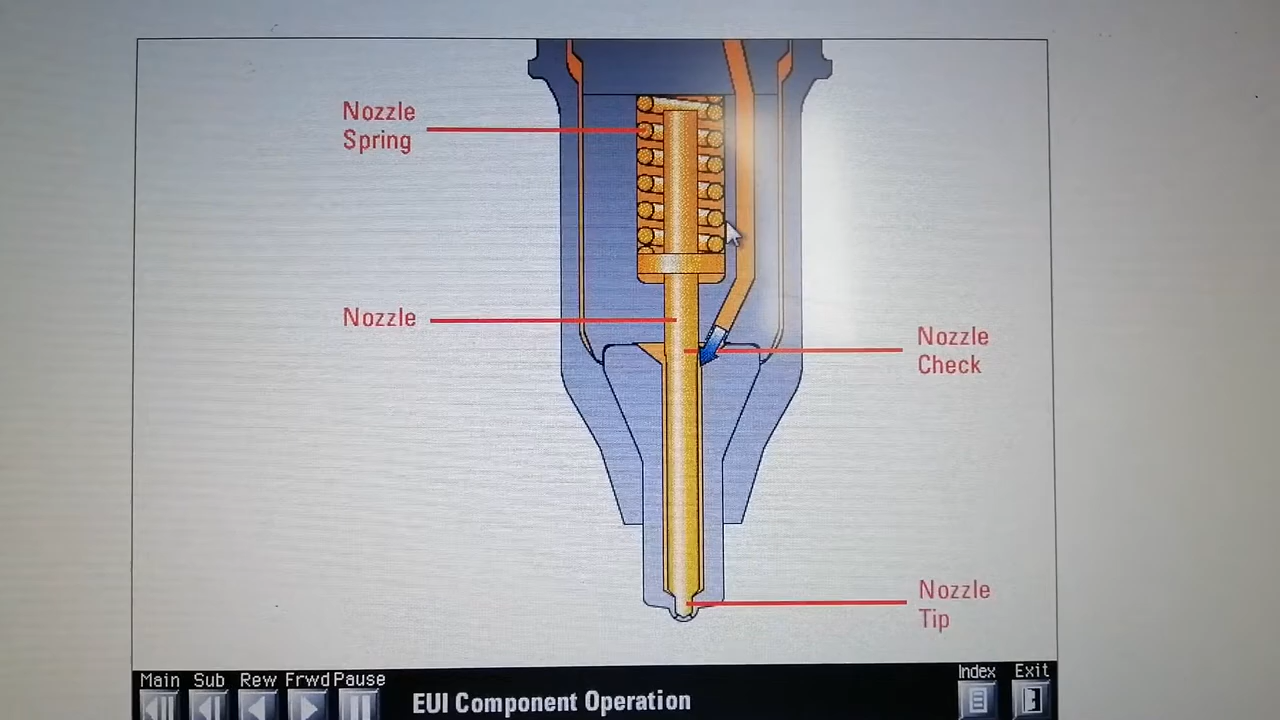 Nozzle
Spring
Nozzle
Nozzle
Check
Nozzle
Tip
Main Sub Rew Frwd Pause
EUI Component Operation
Index Exit